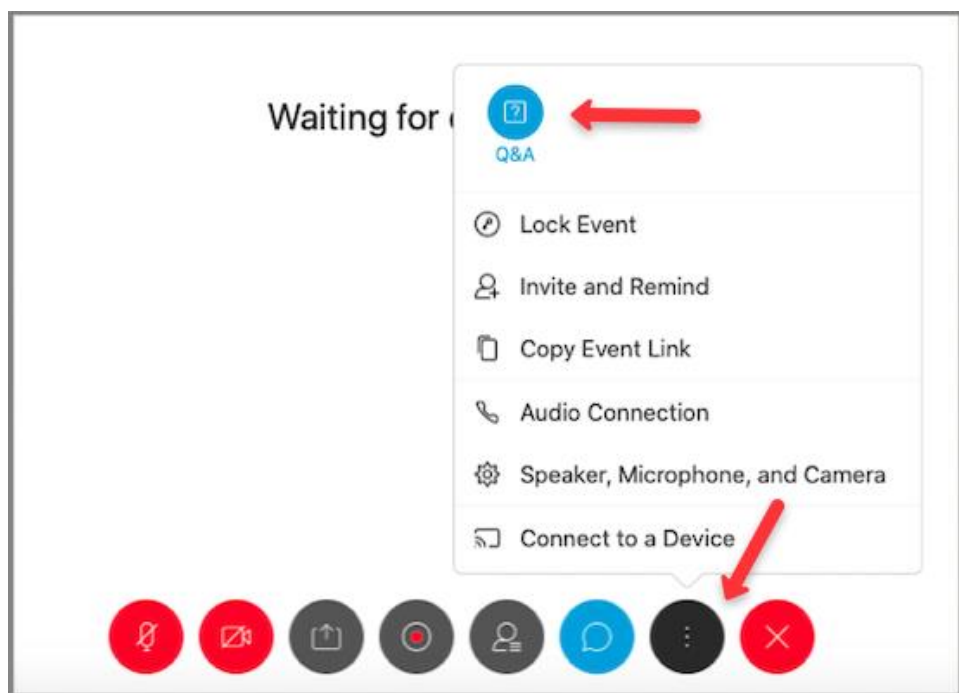 Waiting for
Q&A
Lock Event
Invite and Remind
Copy Event Link
Audio Connection
Speaker, Microphone, and Camera
Connect to a Device